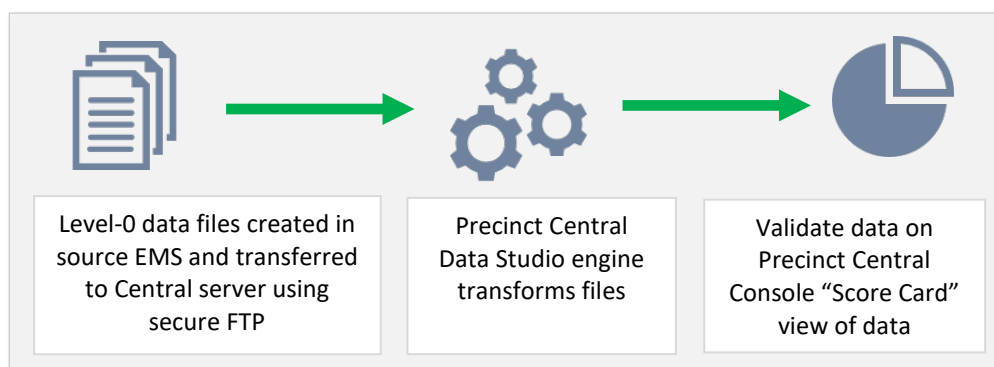 Level-0 data files created in
source EMS and transferred
to Central server using
secure FTP
Precinct Central
Data Studio engine
transforms files
Validate data on
Precinct Central
Console “Score Card”
view of data